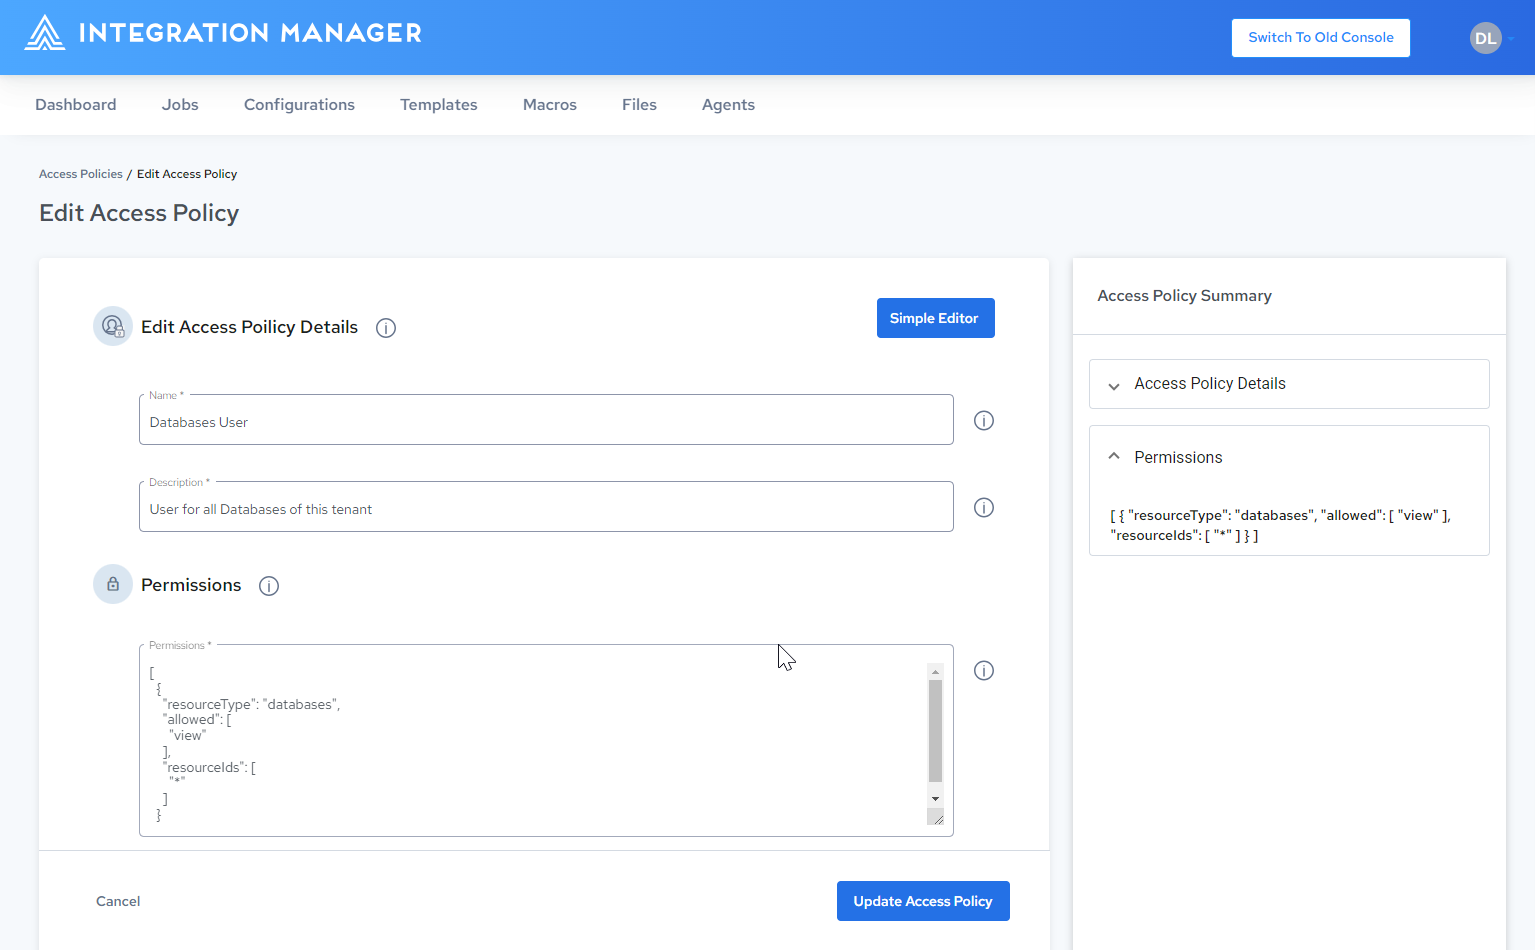 INTEGRATION MANAGER
Switch To Old Console
DL
Dashboard Jobs Configurations Templates Macros Files Agents
Access Policies / Edit Access Policy
Edit Access Policy
Edit Access Poilicy Details
Simple Editor
Name *
Databases User
Description *
User for all Databases of this tenant
Permissions
Permissions *
[
{
"resourceType": "databases",
"allowed": [
"view"
],
"resourceIds": [
"*"
]
}
Cancel
Update Access Policy
Access Policy Summary
Access Policy Details
Permissions
[ { "resourceType": "databases", "allowed": [ "view" ],
"resourceIds": [ "*" ] } ]